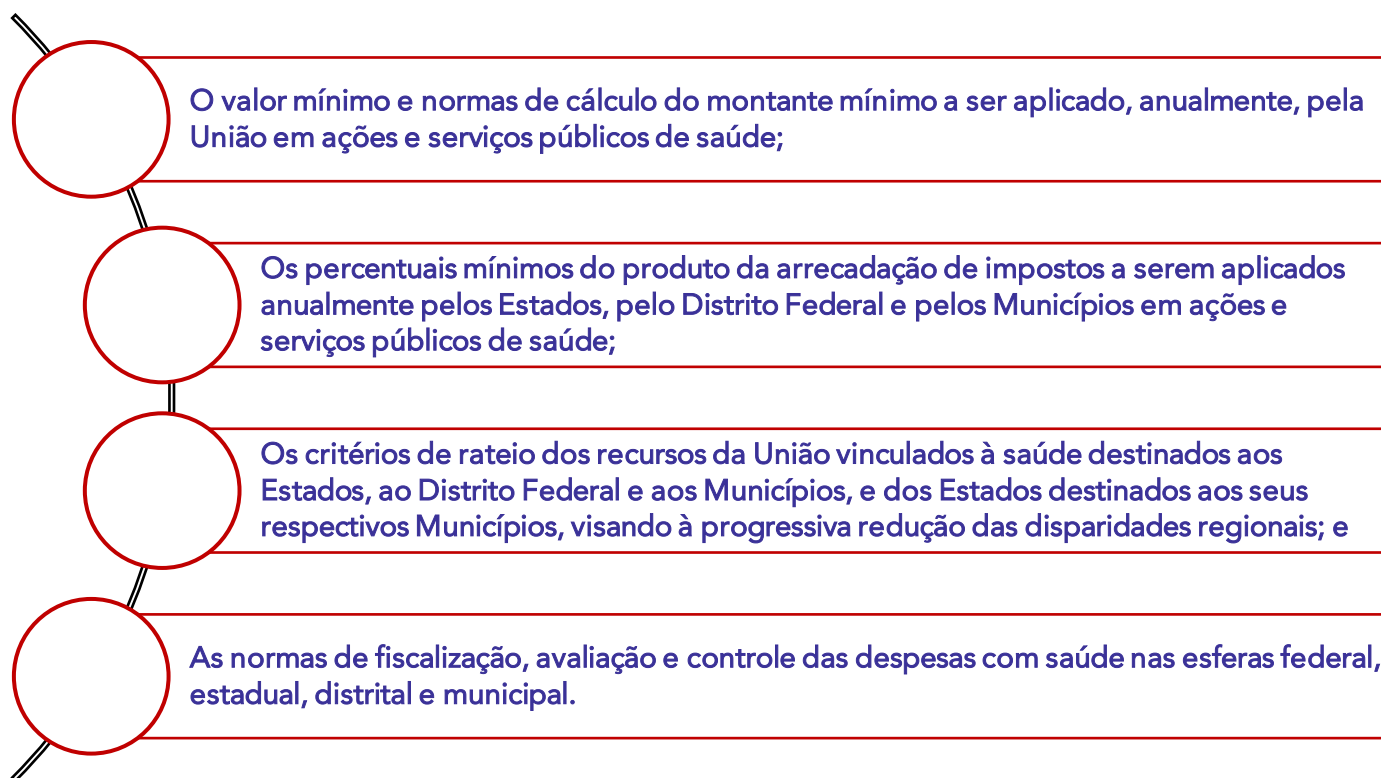 O valor mínimo e normas de cálculo do montante mínimo a ser aplicado, anualmente, pela
União em ações e serviços públicos de saúde;
Os percentuais mínimos do produto da arrecadação de impostos a serem aplicados
anualmente pelos Estados, pelo Distrito Federal e pelos Municípios em ações e
serviços públicos de saúde;
Os critérios de rateio dos recursos da União vinculados à saúde destinados aos
Estados, ao Distrito Federal e aos Municípios, e dos Estados destinados aos seus
respectivos Municípios, visando à progressiva redução das disparidades regionais; e
As normas de fiscalização, avaliação e controle das despesas com saúde nas esferas federal,
estadual, distrital e municipal.